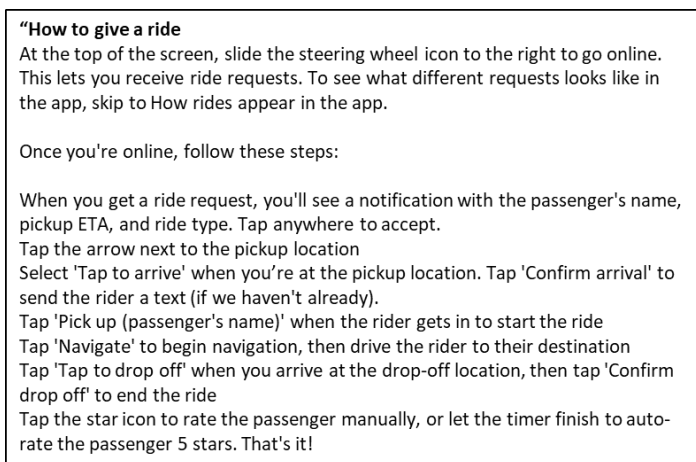 “How to give a ride
At the top of the screen, slide the steering wheel icon to the right to go online.
This lets you receive ride requests. To see what different requests looks like in
the app, skip to How rides appear in the app.
Once you're online, follow these steps:
When you get a ride request, you'll see a notification with the passenger's name,
pickup ETA, and ride type. Tap anywhere to accept.
Tap the arrow next to the pickup location
Select 'Tap to arrive' when you’re at the pickup location. Tap 'Confirm arrival' to
send the rider a text (if we haven't already).
Tap 'Pick up (passenger's name)' when the rider gets in to start the ride
Tap 'Navigate' to begin navigation, then drive the rider to their destination
Tap 'Tap to drop off' when you arrive at the drop-off location, then tap 'Confirm
drop off' to end the ride
Tap the star icon to rate the passenger manually, or let the timer finish to auto-
rate the passenger 5 stars. That's it!